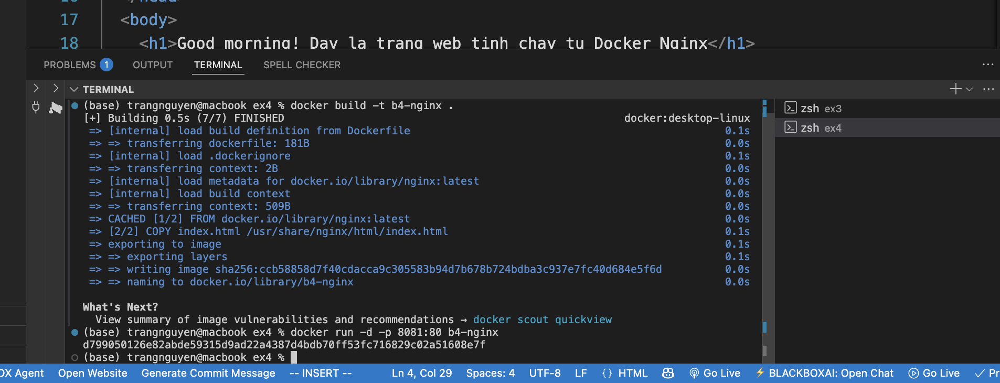 17 <body>
18 <h1>Good morning! Day la trang web tinh chay tu Docker Nginx</h1>
PROBLEMS 1 OUTPUT TERMINAL SPELL CHECKER
TERMINAL
(base) trangnguyen@macbook ex4 % docker build -t b4-nginx .
[+] Building 0.5s (7/7) FINISHED docker:desktop-linux
=> [internal] load build definition from Dockerfile 0.1s
=> => transferring dockerfile: 181B 0.0s
=> [internal] load .dockerignore 0.1s
=> => transferring context: 2B 0.0s
=> [internal] load metadata for docker.io/library/nginx:latest 0.0s
=> [internal] load build context 0.0s
=> => transferring context: 509B 0.0s
=> CACHED [1/2] FROM docker.io/library/nginx:latest 0.0s
=> [2/2] COPY index.html /usr/share/nginx/html/index.html 0.1s
=> exporting to image 0.1s
=> => exporting layers 0.1s
=> => writing image sha256:ccb58858d7f40cdacca9c305583b94d7b678b724bdba3c937e7fc40d684e5f6d 0.0s
=> => naming to docker.io/library/b4-nginx 0.0s
What's Next?
View summary of image vulnerabilities and recommendations → docker scout quickview
(base) trangnguyen@macbook ex4 % docker run -d -p 8081:80 b4-nginx
d799050126e82abde59315d9ad22a4387d4bdb70ff53fc716829c02a51608e7f
(base) trangnguyen@macbook ex4 %
zsh ex3
zsh ex4
OX Agent Open Website Generate Commit Message -- INSERT -- Ln 4, Col 29 Spaces: 4 UTF-8 LF {} HTML Go Live BLACKBOXAI: Open Chat Go Live Pr